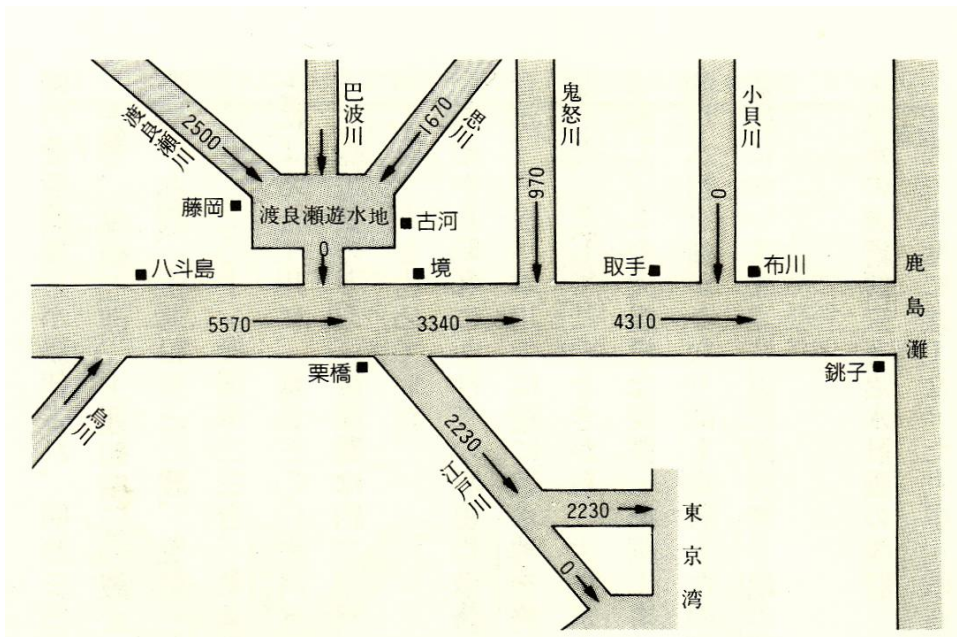 渡良瀬川
2500
巴波川
1670
思川
鬼怒川
970
小貝川
0
藤岡
渡良瀬遊水地
古河
0
八斗島
境
取手
布川
鹿島灘
5570
3340
4310
栗橋
銚子
烏川
2230
江戸川
2230
東京湾
0